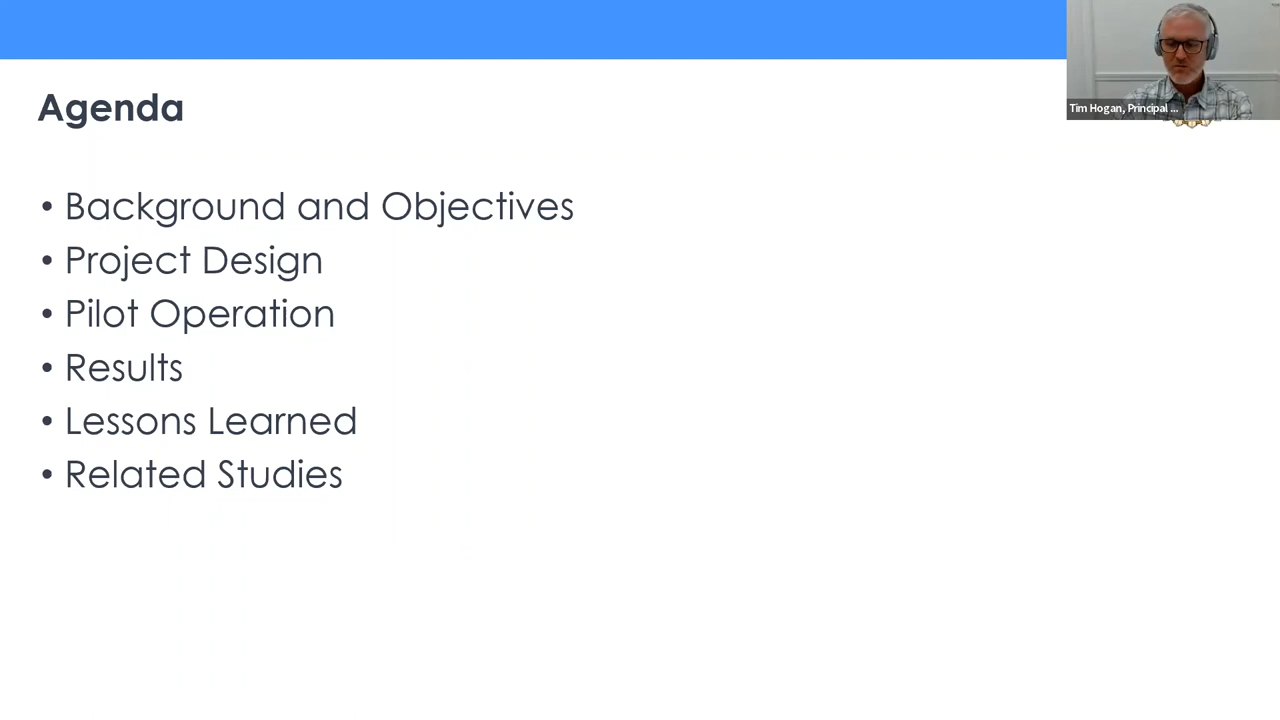 Agenda
• Background and Objectives
• Project Design
• Pilot Operation
• Results
• Lessons Learned
• Related Studies
Tim Hogan, Principal ...